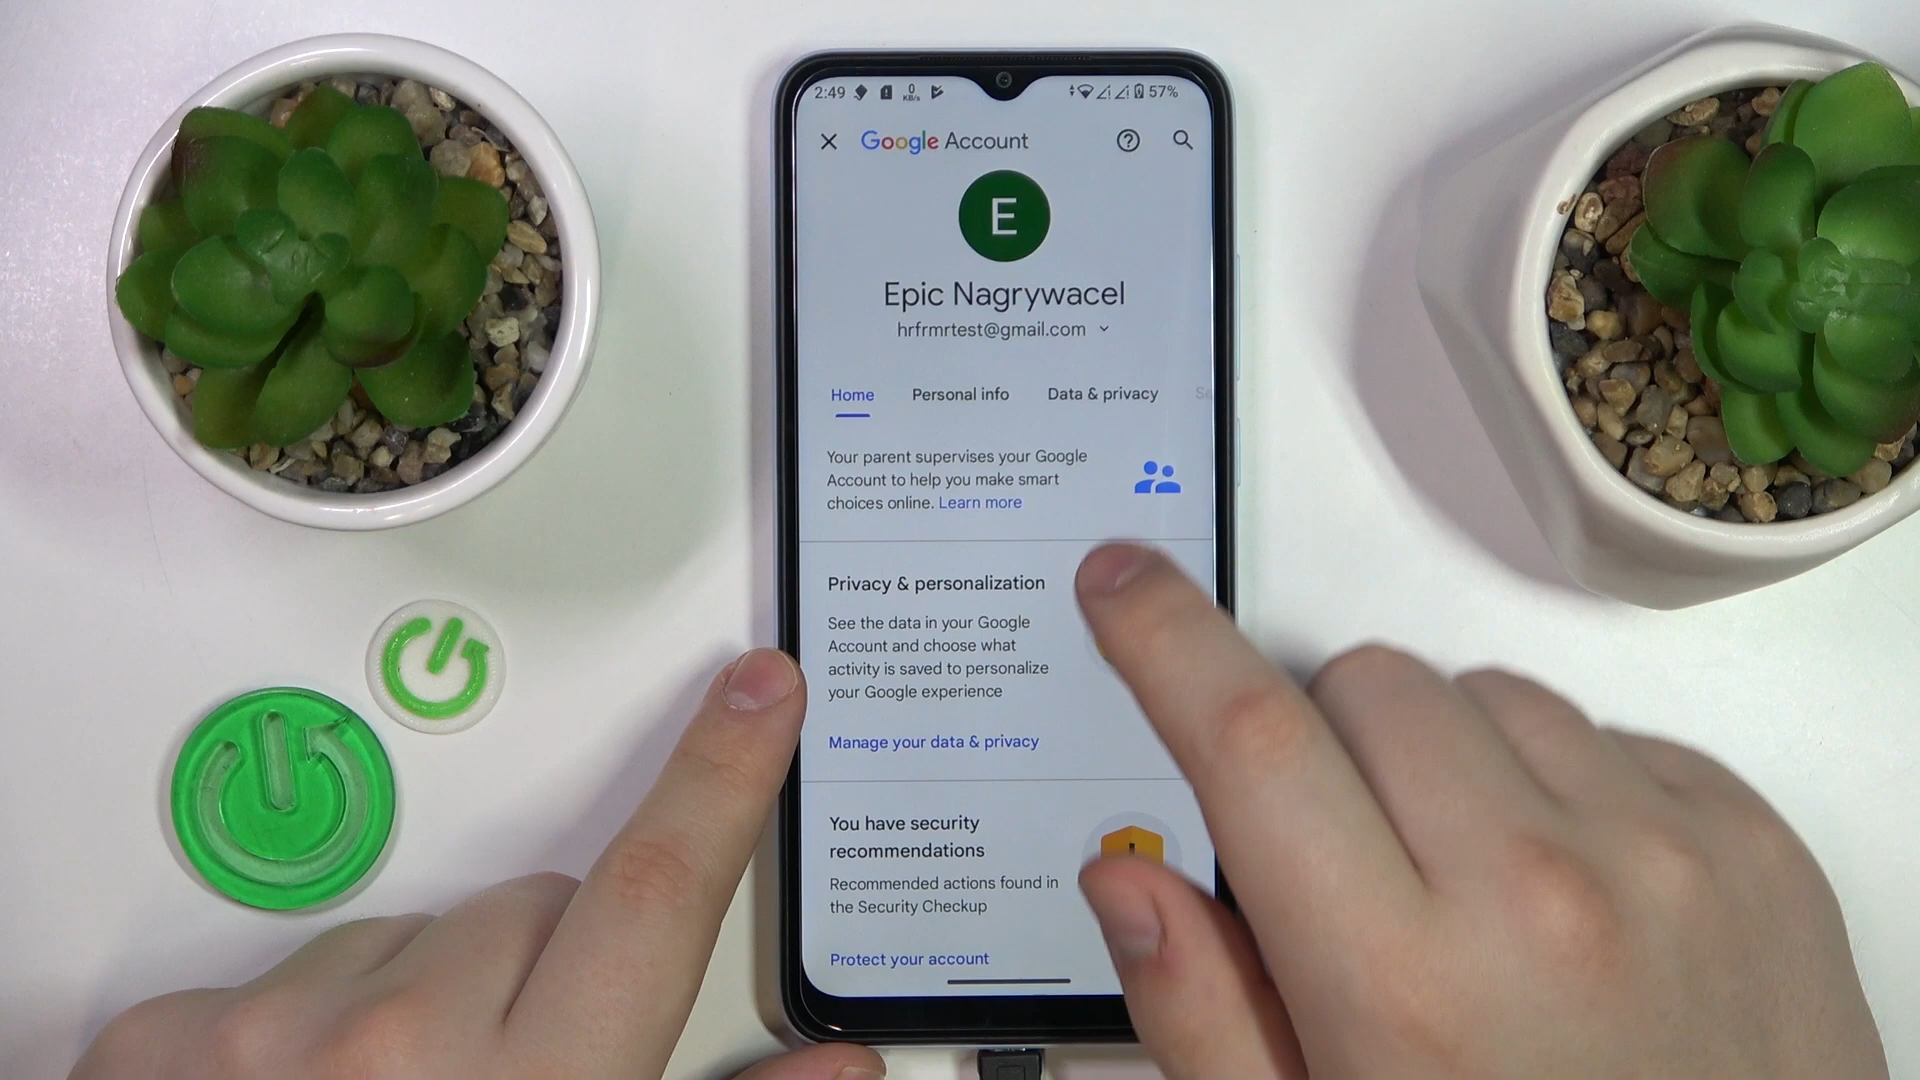 2:49 0 KB/s 57%
Google Account
E
Epic Nagrywacel
hrfrmrtest@gmail.com
Home Personal info Data & privacy
Your parent supervises your Google
Account to help you make smart
choices online. Learn more
Privacy & personalization
See the data in your Google
Account and choose what
activity is saved to personalize
your Google experience
Manage your data & privacy
You have security
recommendations
Recommended actions found in
the Security Checkup
Protect your account